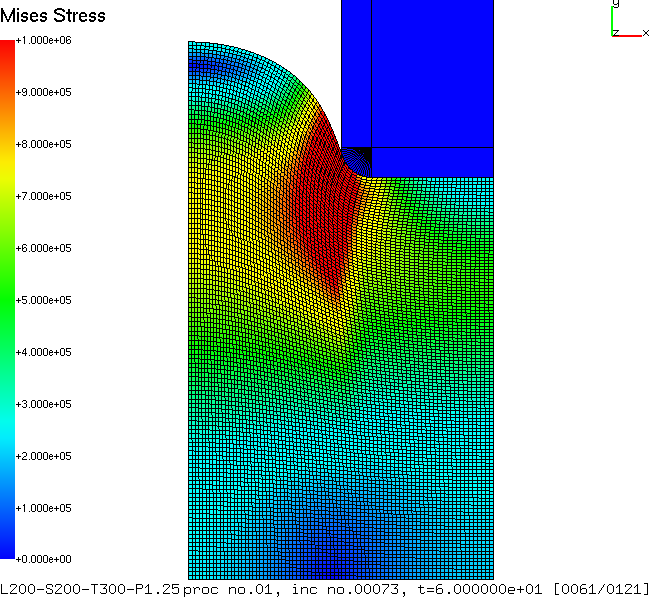 Mises Stress
y
z x
+1.000e+06
+9.000e+05
+8.000e+05
+7.000e+05
+6.000e+05
+5.000e+05
+4.000e+05
+3.000e+05
+2.000e+05
+1.000e+05
+0.000e+00
L200-S200-T300-P1.25 proc no.01, inc no.00073, t=6.000000e+01 [0061/0121]